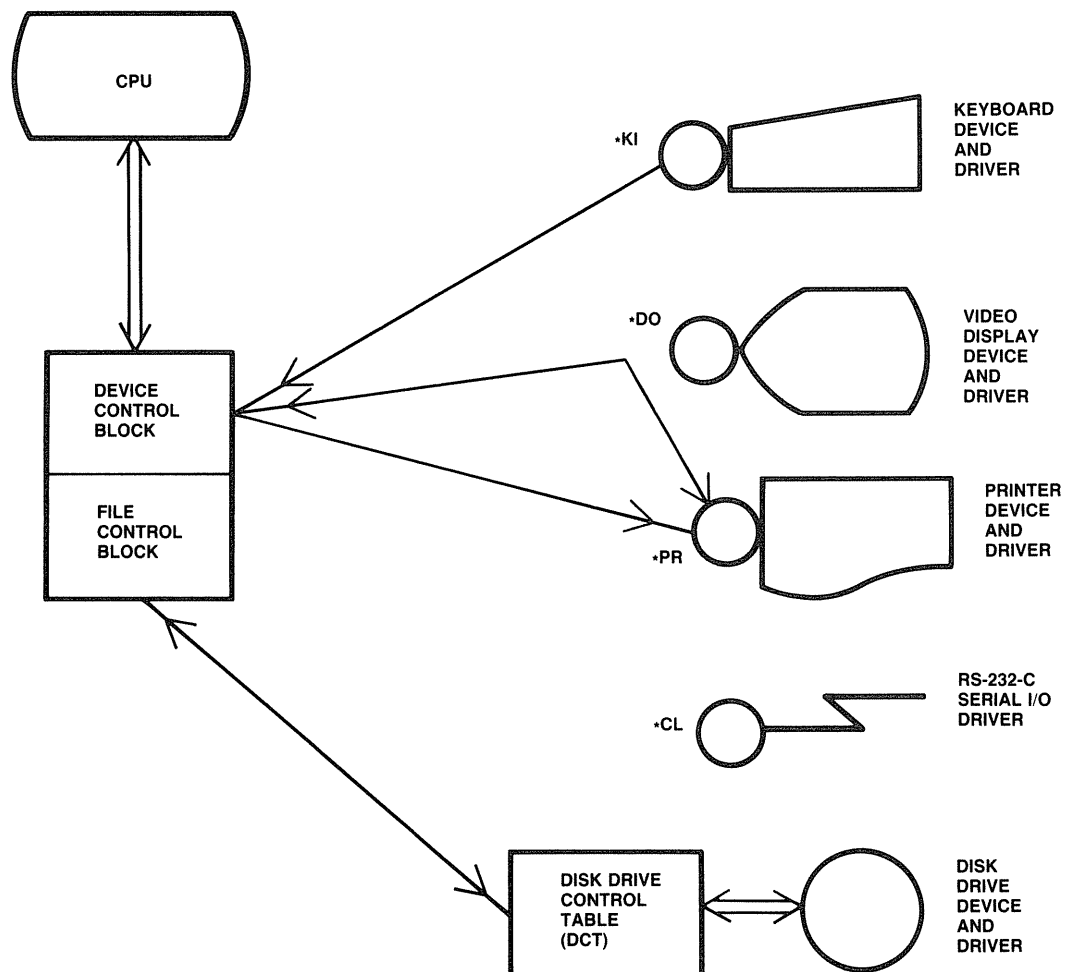 CPU
*KI
KEYBOARD
DEVICE
AND
DRIVER
*DO
VIDEO
DISPLAY
DEVICE
AND
DRIVER
DEVICE
CONTROL
BLOCK
FILE
CONTROL
BLOCK
*PR
PRINTER
DEVICE
AND
DRIVER
*CL
RS-232-C
SERIAL I/O
DRIVER
DISK DRIVE
CONTROL
TABLE
(DCT)
DISK
DRIVE
DEVICE
AND
DRIVER